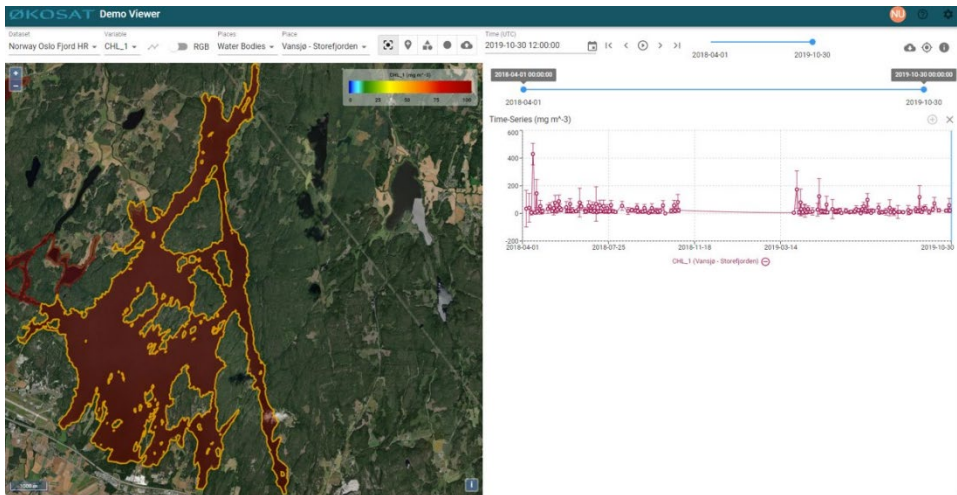 ØKOSAT Demo Viewer
NU
Dataset Variable Places Place Time (UTC)
Norway Oslo Fjord HR CHL_1 RGB Water Bodies Vansjø - Storefjorden 2019-10-30 12:00:00
2018-04-01 2019-10-30
CHL_1 (mg m^-3)
0 25 50 75 100
1000 m
2018-04-01 00:00:00 2019-10-30 00:00:00
2018-04-01 2019-10-30
Time-Series (mg m^-3)
600
400
200
0
-200
2018-04-01 2018-07-25 2018-11-18 2019-03-14 2019-10-30
CHL_1 (Vansjø - Storefjorden)